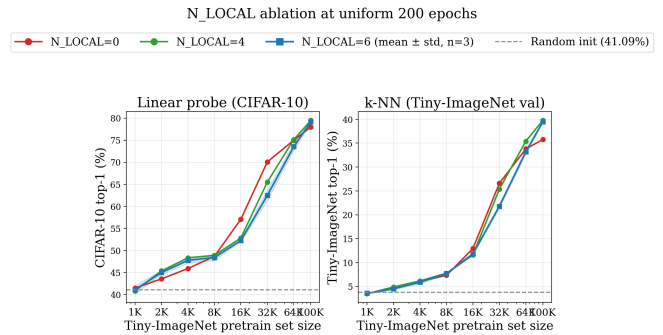 N_LOCAL ablation at uniform 200 epochs
N_LOCAL=0 N_LOCAL=4 N_LOCAL=6 (mean ± std, n=3) Random init (41.09%)
Linear probe (CIFAR-10)
CIFAR-10 top-1 (%)
80
75
70
65
60
55
50
45
40
1K 2K 4K 8K 16K 32K 64K 100K
Tiny-ImageNet pretrain set size
k-NN (Tiny-ImageNet val)
Tiny-ImageNet top-1 (%)
40
35
30
25
20
15
10
5
1K 2K 4K 8K 16K 32K 64K 100K
Tiny-ImageNet pretrain set size